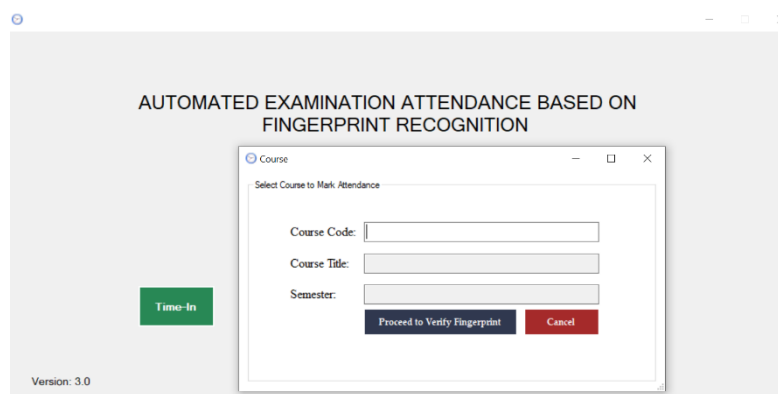 AUTOMATED EXAMINATION ATTENDANCE BASED ON
FINGERPRINT RECOGNITION
Course
Select Course to Mark Attendance
Course Code:
Course Title:
Semester:
Proceed to Verify Fingerprint Cancel
Time-In
Version: 3.0